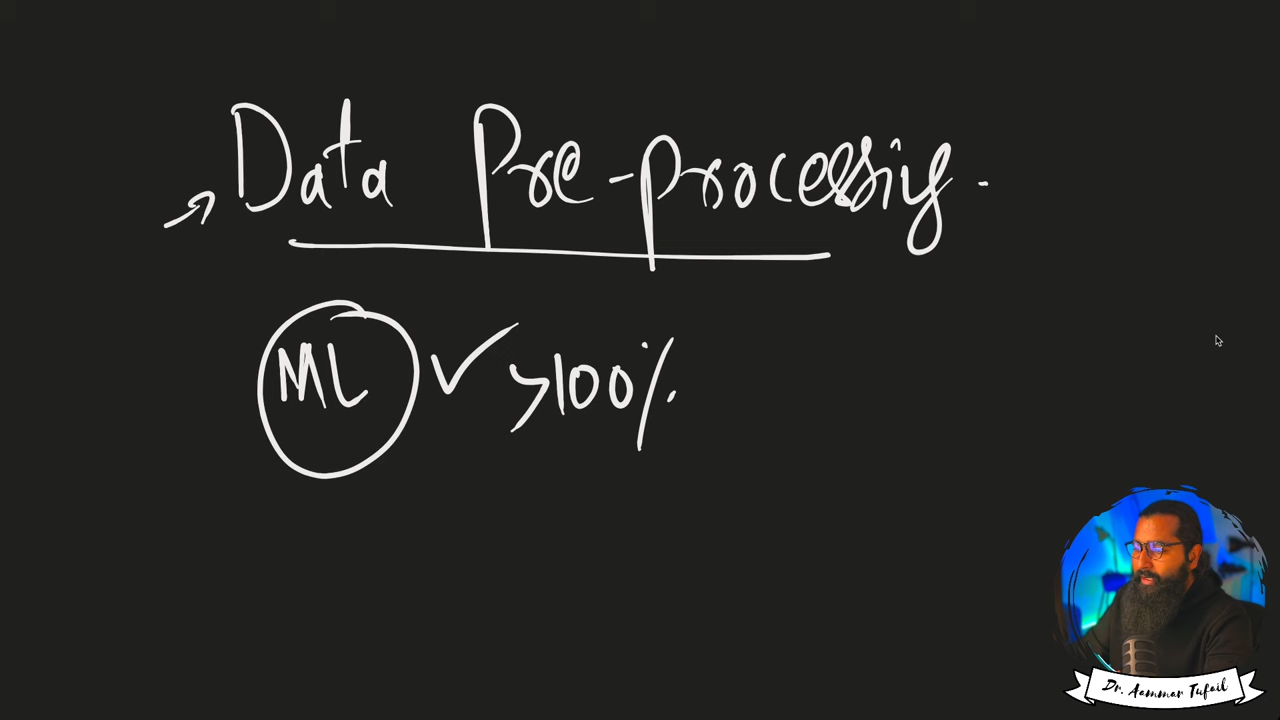 → Data Pre-processing.
ML ✓ >100%
Dr. Aammar Tufail